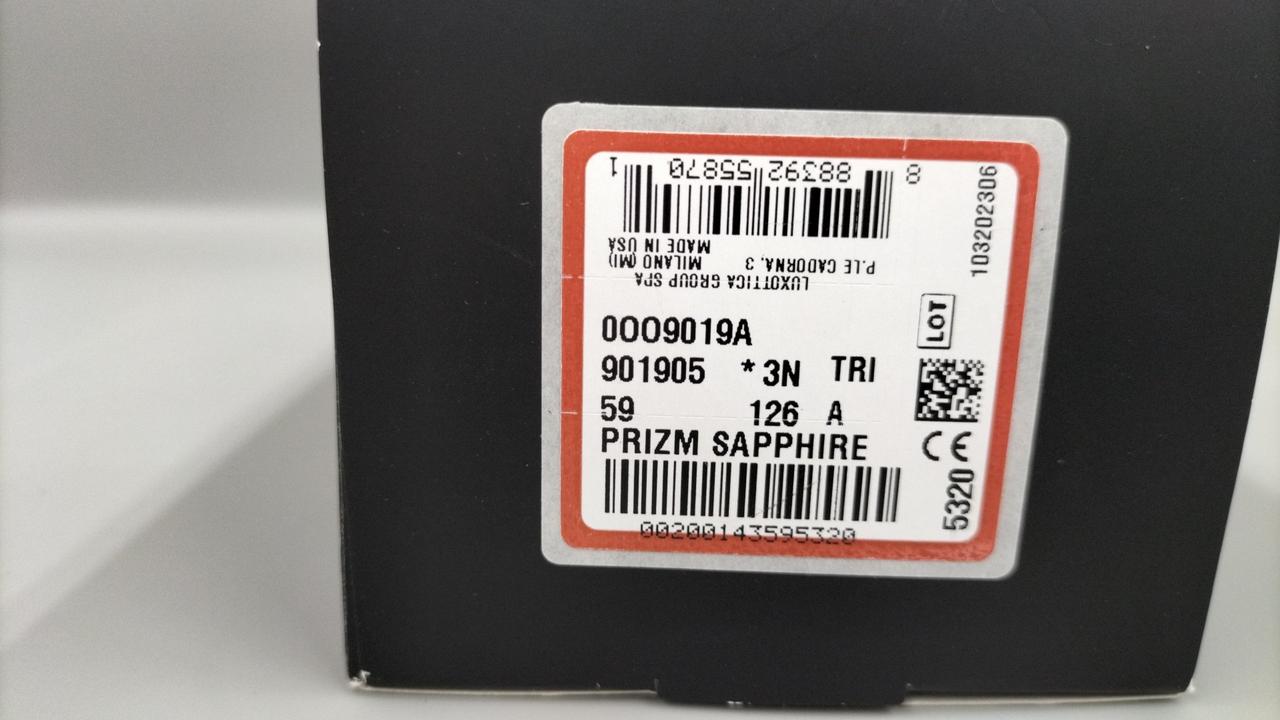 8 88392 55870 1
P.LE CADORNA, 3 MILANO (MI)
MADE IN USA
LUXOTTICA GROUP SPA
0OO9019A
901905 *3N TRI
59 126 A
PRIZM SAPPHIRE
00200143595320
103202306
LOT
CE
5320